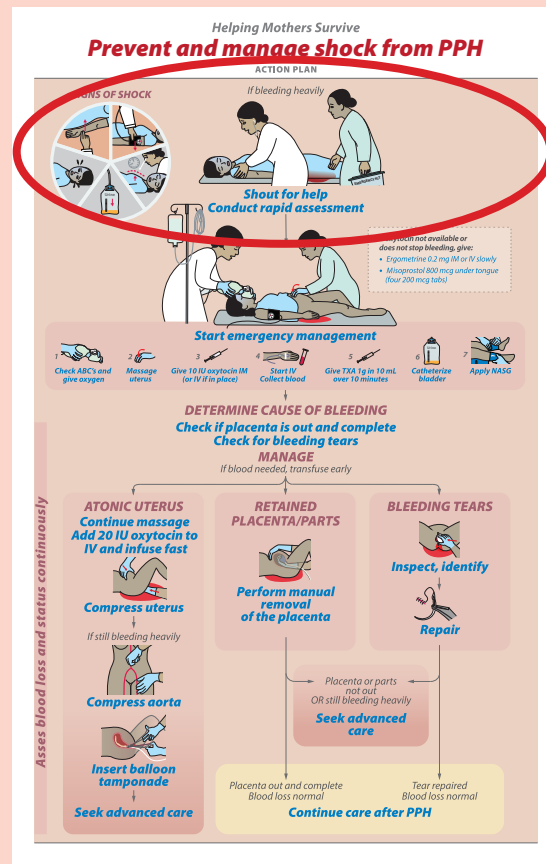 Helping Mothers Survive
Prevent and manage shock from PPH
ACTION PLAN
NS OF SHOCK
If bleeding heavily
Shout for help
Conduct rapid assessment
not available or
does not stop bleeding, give:
• Ergometrine 0.2 mg IM or IV slowly
• Misoprostol 800 mcg under tongue
(four 200 mcg tabs)
Start emergency management
1
Check ABC's and
give oxygen
2
Massage
uterus
3
Give 10 IU oxytocin IM
(or IV if in place)
4
Start IV
Collect blood
5
Give TXA 1g in 10 mL
over 10 minutes
6
Catheterize
bladder
7
Apply NASG
DETERMINE CAUSE OF BLEEDING
Check if placenta is out and complete
Check for bleeding tears
MANAGE
If blood needed, transfuse early
Asses blood loss and status continuously
ATONIC UTERUS
Continue massage
Add 20 IU oxytocin to
IV and infuse fast
Compress uterus
If still bleeding heavily
Compress aorta
Insert balloon
tamponade
Seek advanced care
RETAINED
PLACENTA/PARTS
Perform manual
removal
of the placenta
BLEEDING TEARS
Inspect, identify
Repair
Placenta or parts
not out
OR still bleeding heavily
Seek advanced
care
Placenta out and complete
Blood loss normal
Tear repaired
Blood loss normal
Continue care after PPH